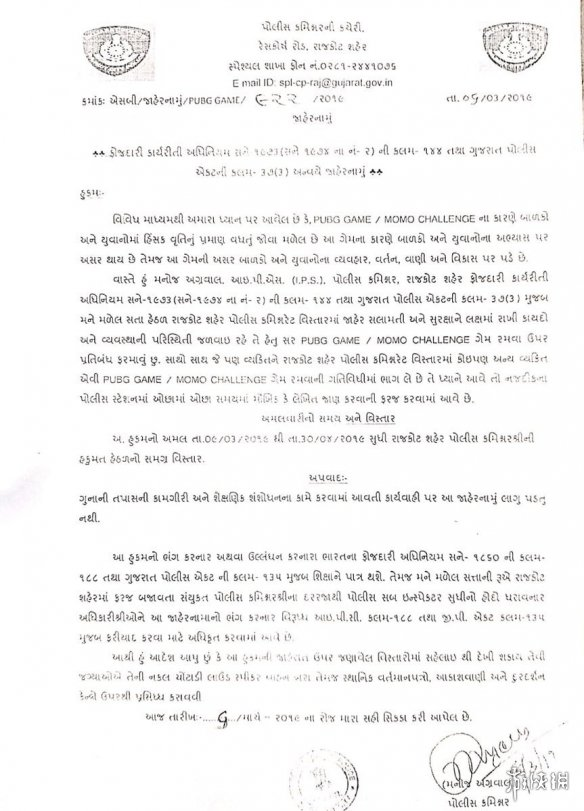 પોલીસ કમિશ્નરની કચેરી,
રેસકોર્ષ રોડ, રાજકોટ શહેર
સ્પેશ્યલ શાખા ફોન નં.૦૨૮૧-૨૪૪૧૦૭૬
E mail ID: spl-cp-raj@gujarat.gov.in
ક્રમાંકઃ એસબી/જાહેરનામું/PUBG GAME/ ૯૨૨ /૨૦૧૯ તા. ૦૬/૦૩/૨૦૧૯
જાહેરનામું
** ફોજદારી કાર્યરીતી અધિનિયમ સને ૧૯૭૩(સને ૧૯૭૪ ના નં- ૨) ની કલમ- ૧૪૪ તથા ગુજરાત પોલીસ
એકટની કલમ- ૩૭(૩) અન્વયે જાહેરનામું **
હુકમઃ-
વિવિધ માધ્યમથી અમારા ધ્યાન પર આવેલ છે કે, PUBG GAME / MOMO CHALLENGE ના કારણે બાળકો
અને યુવાનોમાં હિંસક વૃતિનું પ્રમાણ વધતું જોવા મળેલ છે આ ગેમના કારણે બાળકો અને યુવાનોના અભ્યાસ પર
અસર થાય છે તેમજ આ ગેમની અસર બાળકો અને યુવાનોના વ્યવહાર, વર્તન, વાણી અને વિકાસ પર પડે છે.
વાસ્તે હું મનોજ અગ્રવાલ, આઇ.પી.એસ. (I.P.S.), પોલીસ કમિશ્નર, રાજકોટ શહેર ફોજદારી કાર્યરીતી
અધિનિયમ સને-૧૯૭૩(સને-૧૯૭૪ ના નં- ૨) ની કલમ- ૧૪૪ તથા ગુજરાત પોલીસ એકટની કલમ- ૩૭(૩) મુજબ
મને મળેલ સતા હેઠળ રાજકોટ શહેર પોલીસ કમિશ્નરેટ વિસ્તારમાં જાહેર સલામતી અને સુરક્ષાને લક્ષમાં રાખી કાયદો
અને વ્યવસ્થાની પરિસ્થિતી જળવાઇ રહે તે હેતુ સર PUBG GAME / MOMO CHALLENGE ગેમ રમવા ઉપર
પ્રતિબંધ ફરમાવું છુ. સાથો સાથ જે પણ વ્યકિતને રાજકોટ શહેર પોલીસ કમિશ્નરેટ વિસ્તારમાં કોઇપણ અન્ય વ્યકિત
એવી PUBG GAME / MOMO CHALLENGE ગેમ રમવાની ગતિવિધીમાં ભાગ લે છે તે ધ્યાને આવે તો નજદીકના
પોલીસ સ્ટેશનમાં ઓછામાં ઓછા સમયમાં મૌખિક કે લેખિત જાણ કરવાની ફરજ કરવામાં આવે છે.
અમલવારીનો સમય અને વિસ્તાર
અ. હુકમનો અમલ તા.૦૯/૦૩/૨૦૧૯ થી તા.૩૦/૦૪/૨૦૧૯ સુધી રાજકોટ શહેર પોલીસ કમિશ્નરશ્રીની
હકુમત હેઠળનો સમગ્ર વિસ્તાર.
અપવાદઃ-
ગુનાની તપાસની કામગીરી અને શૈક્ષણિક સંશોધનના કામે કરવામાં આવતી કાર્યવાહી પર આ જાહેરનામું લાગુ પડતુ
નથી.
આ હુકમનો ભંગ કરનાર અથવા ઉલ્લંઘન કરનારા ભારતના ફોજદારી અધિનિયમ સને- ૧૮૬૦ ની કલમ-
૧૮૮ તથા ગુજરાત પોલીસ એકટ ની કલમ- ૧૩૫ મુજબ શિક્ષાને પાત્ર થશે. તેમજ મને મળેલ સત્તાની રૂએ રાજકોટ
શહેરમાં ફરજ બજાવતા સંયુકત પોલીસ કમિશ્નરશ્રીના દરરજાથી પોલીસ સબ ઇન્સ્પેકટર સુધીનો હોદો ધરાવનાર
અધિકારીશ્રીઓને આ જાહેરનામાનો ભંગ કરનાર વિરૂધ્ધ આઇ.પી.સી. કલમ-૧૮૮ તથા જી.પી. એકટ કલમ-૧૩૫
મુજબ ફરીયાદ કરવા માટે અધિકૃત કરવામાં આવે છે.
આથી હું આદેશ આપુ છું કે આ હુકમની જાહેરાત ઉપર જણાવેલ વિસ્તારોમાં સહેલાઇ થી દેખી શકાય તેવી
જગ્યાઓએ તેની નકલ ચોંટાડી લાઉડ સ્પીકર તેમજ સ્થાનિક વર્તમાનપત્રો, આકાશવાણી અને દુરદર્શન
કેન્દ્રો ઉપરથી પ્રસિધ્ધ કરાવવી
આજ તારીખઃ-.....૬/માર્ચ - ૨૦૧૯ ના રોજ મારા સહી સિકકા કરી આપેલ છે.
(મનોજ અગ્રવાલ)
પોલીસ કમિશ્નર